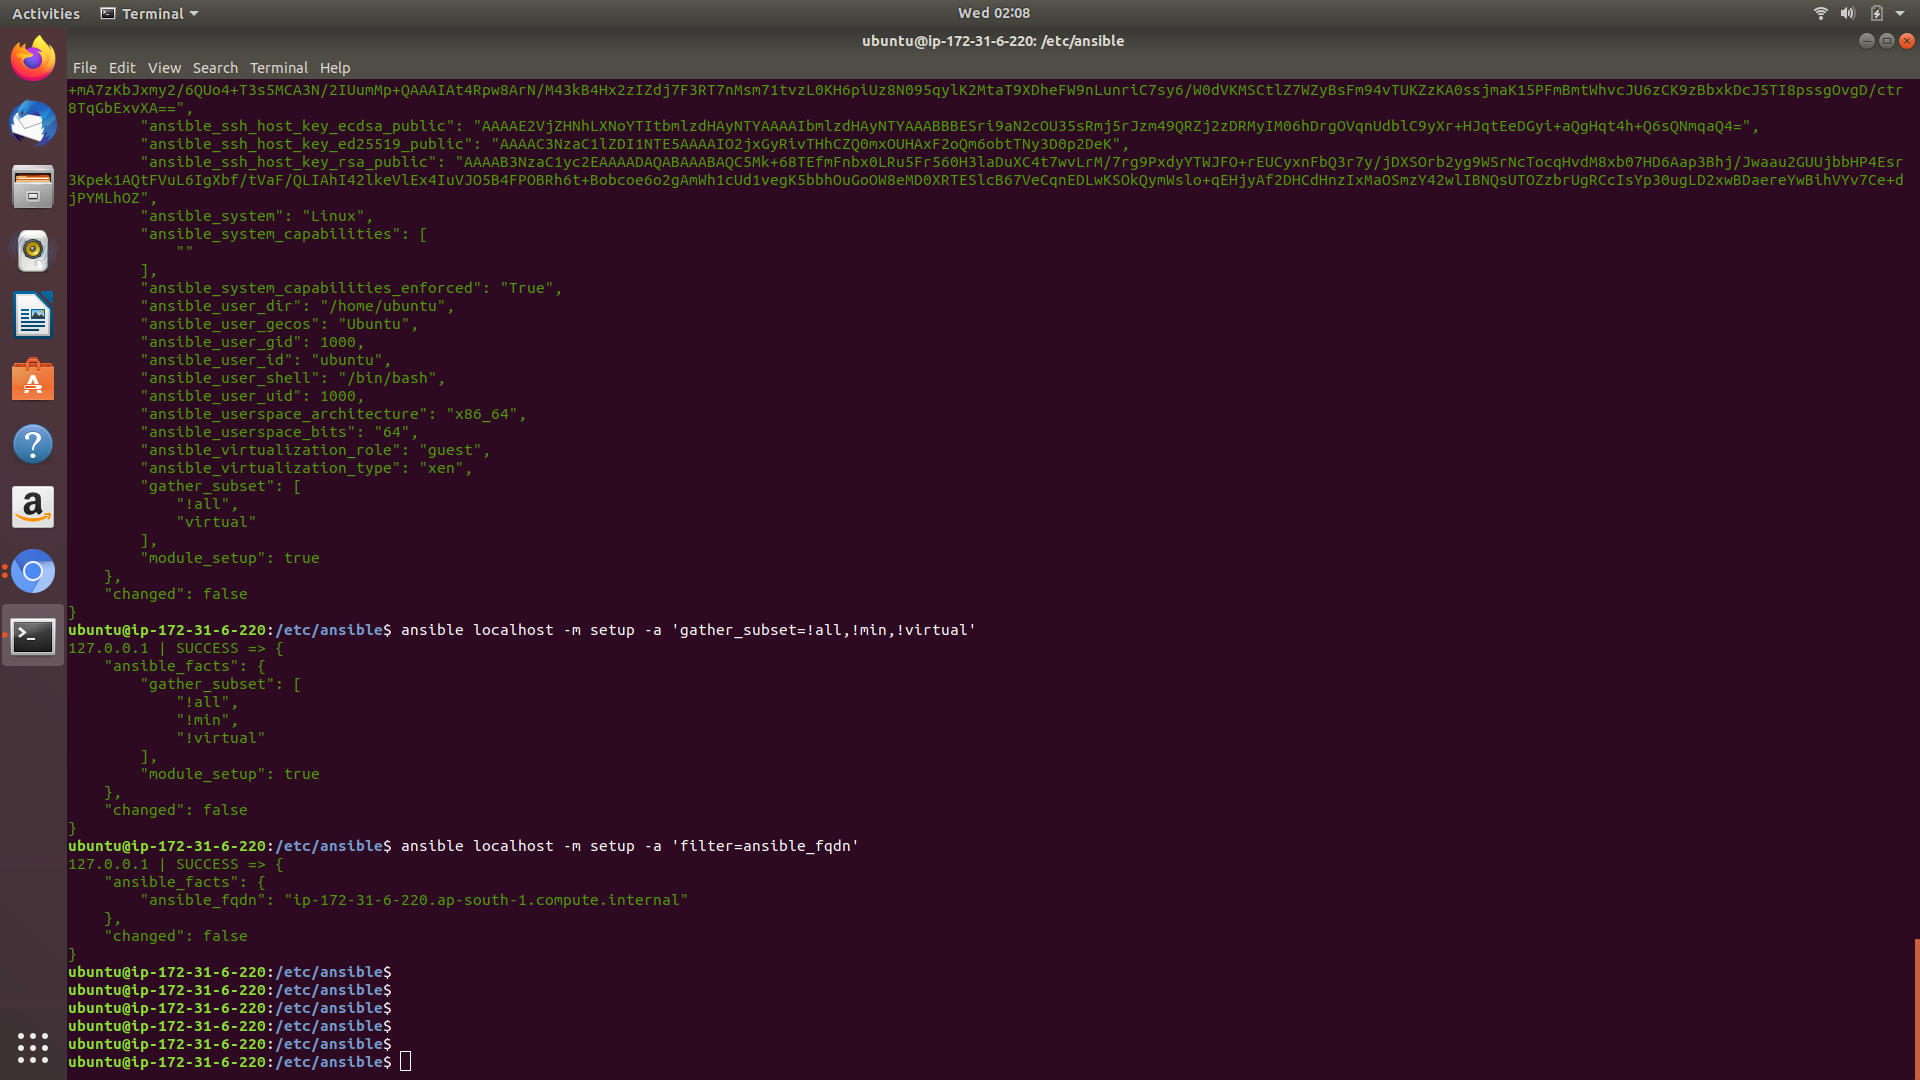 Activities Terminal Wed 02:08
ubuntu@ip-172-31-6-220: /etc/ansible
File Edit View Search Terminal Help
+mA7zKbJxmy2/6QUo4+T3s5MCA3N/2IUumMp+QAAAIAt4Rpw8ArN/M43kB4Hx2zIZdj7F3RT7nMsm71tvzL0KH6piUz8N095qylK2MtaT9XDheFW9nLunriC7sy6/W0dVKMSCtlZ7WZyBsFm94vTUKZzKA0ssjmaK15PFmBmtWhvcJU6zCK9zBbxkDcJ5TI8pssgOvgD/ctr
8TqGbExvXA==",
"ansible_ssh_host_key_ecdsa_public": "AAAAE2VjZHNhLXNoYTItbmlzdHAyNTYAAAAIbmlzdHAyNTYAAABBBESri9aN2cOU35sRmj5rJzm49QRZj2zDRMyIM06hDrgOVqnUdblC9yXr+HJqtEeDGyi+aQgHqt4h+Q6sQNmqaQ4=",
"ansible_ssh_host_key_ed25519_public": "AAAAC3NzaC1lZDI1NTE5AAAAIO2jxGyRivTHhCZQ0mxOUHAxF2oQm6obtTNy3D0p2DeK",
"ansible_ssh_host_key_rsa_public": "AAAAB3NzaC1yc2EAAAADAQABAAABAQC5Mk+68TEfmFnbx0LRu5Fr560H3laDuXC4t7wvLrM/7rg9PxdyYTWJFO+rEUCyxnFbQ3r7y/jDXSOrb2yg9WSrNcTocqHvdM8xb07HD6Aap3Bhj/Jwaau2GUUjbbHP4Esr
3Kpek1AQtFVuL6IgXbf/tVaF/QLIAhI42lkeVlEx4IuVJO5B4FPOBRh6t+Bobcoe6o2gAmWh1cUd1vegK5bbhOuGoOW8eMD0XRTESlcB67VeCqnEDLwKSOkQymWslo+qEHjyAf2DHCdHnzIxMaOSmzY42wlIBNQsUTOZzbrUgRCcIsYp30ugLD2xwBDaereYwBihVYv7Ce+d
jPYMLhOZ",
"ansible_system": "Linux",
"ansible_system_capabilities": [
""
],
"ansible_system_capabilities_enforced": "True",
"ansible_user_dir": "/home/ubuntu",
"ansible_user_gecos": "Ubuntu",
"ansible_user_gid": 1000,
"ansible_user_id": "ubuntu",
"ansible_user_shell": "/bin/bash",
"ansible_user_uid": 1000,
"ansible_userspace_architecture": "x86_64",
"ansible_userspace_bits": "64",
"ansible_virtualization_role": "guest",
"ansible_virtualization_type": "xen",
"gather_subset": [
"!all",
"virtual"
],
"module_setup": true
},
"changed": false
}
ubuntu@ip-172-31-6-220:/etc/ansible$ ansible localhost -m setup -a 'gather_subset=!all,!min,!virtual'
127.0.0.1 | SUCCESS => {
"ansible_facts": {
"gather_subset": [
"!all",
"!min",
"!virtual"
],
"module_setup": true
},
"changed": false
}
ubuntu@ip-172-31-6-220:/etc/ansible$ ansible localhost -m setup -a 'filter=ansible_fqdn'
127.0.0.1 | SUCCESS => {
"ansible_facts": {
"ansible_fqdn": "ip-172-31-6-220.ap-south-1.compute.internal"
},
"changed": false
}
ubuntu@ip-172-31-6-220:/etc/ansible$
ubuntu@ip-172-31-6-220:/etc/ansible$
ubuntu@ip-172-31-6-220:/etc/ansible$
ubuntu@ip-172-31-6-220:/etc/ansible$
ubuntu@ip-172-31-6-220:/etc/ansible$
ubuntu@ip-172-31-6-220:/etc/ansible$